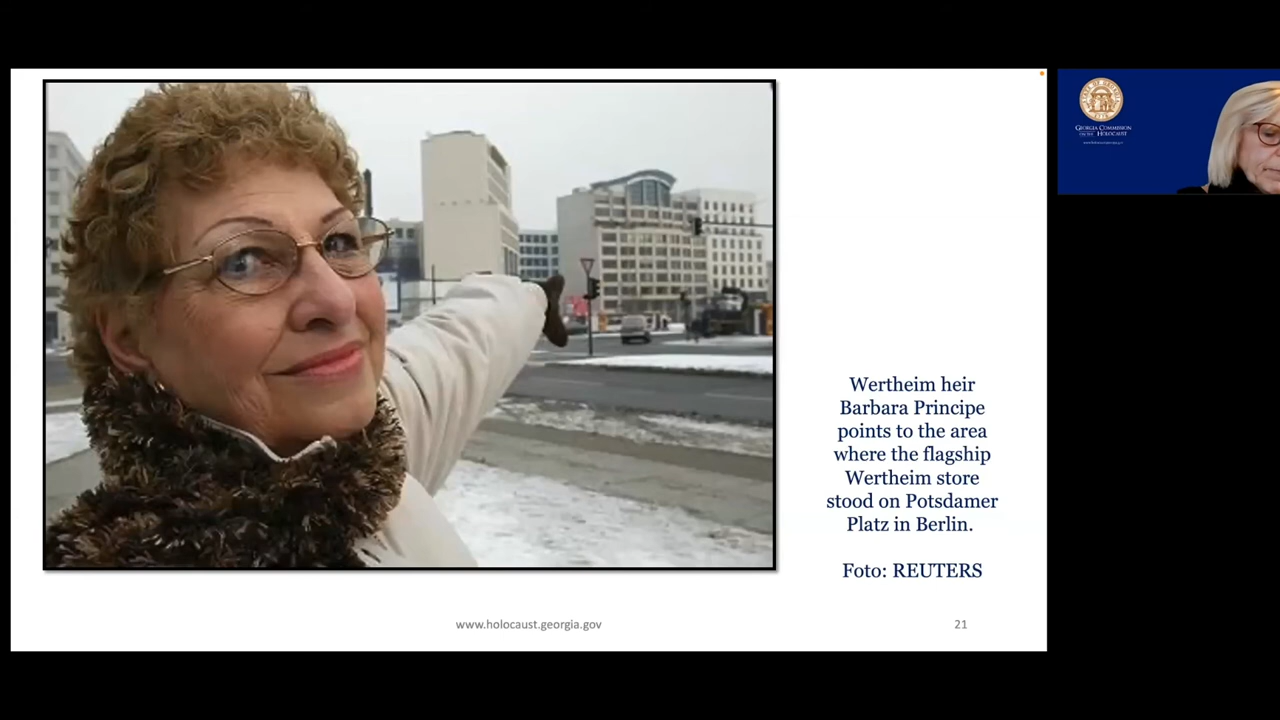 Wertheim heir
Barbara Principe
points to the area
where the flagship
Wertheim store
stood on Potsdamer
Platz in Berlin.
Foto: REUTERS
www.holocaust.georgia.gov
21
GEORGIA COMMISSION
ON THE HOLOCAUST